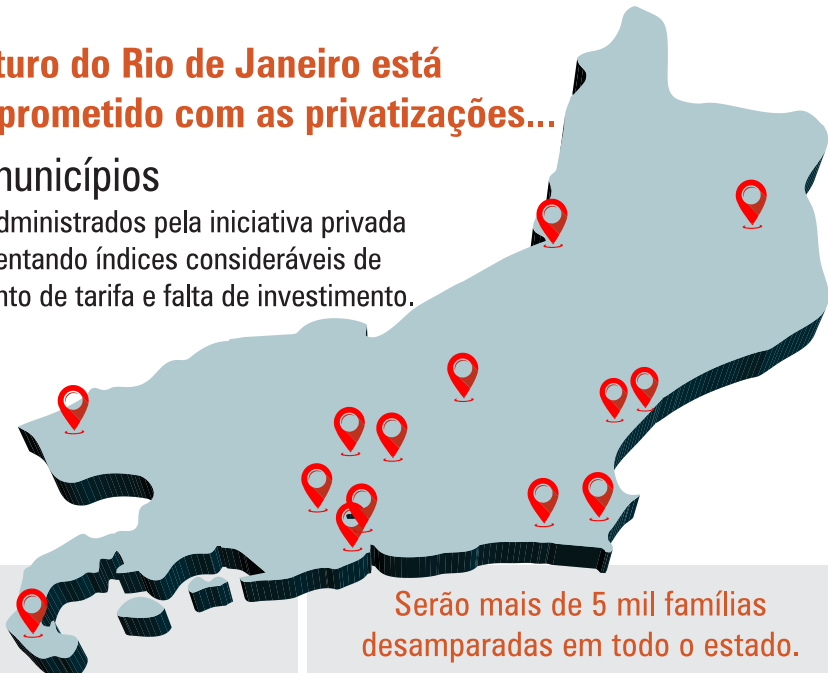 turo do Rio de Janeiro está
prometido com as privatizações...
municípios
dministrados pela iniciativa privada
entando índices consideráveis de
nto de tarifa e falta de investimento.
Serão mais de 5 mil famílias
desamparadas em todo o estado.